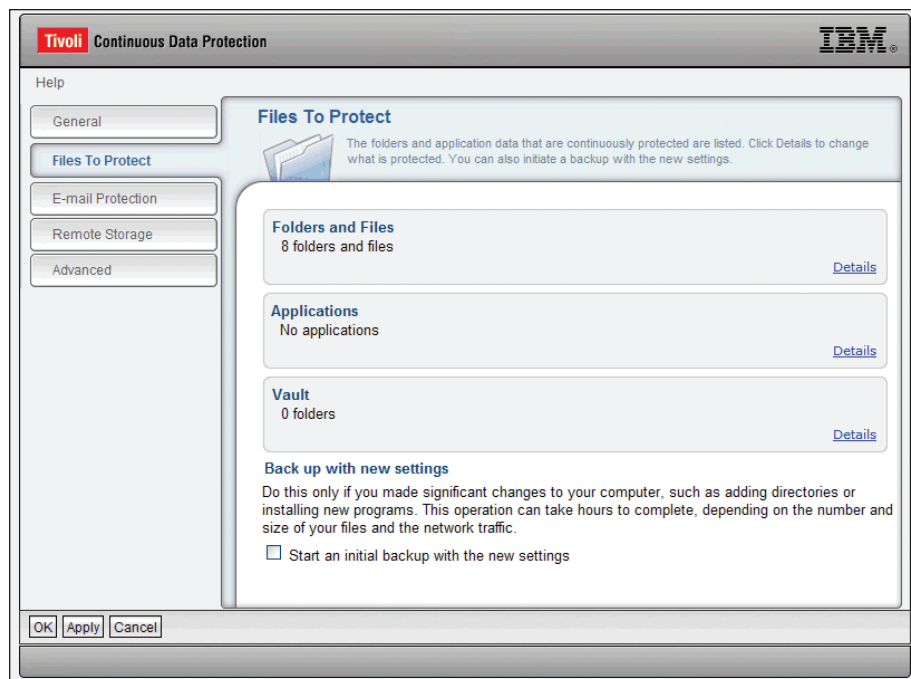 Tivoli Continuous Data Protection
IBM®
Help
General
Files To Protect
E-mail Protection
Remote Storage
Advanced
Files To Protect
The folders and application data that are continuously protected are listed. Click Details to change
what is protected. You can also initiate a backup with the new settings.
Folders and Files
8 folders and files
Details
Applications
No applications
Details
Vault
0 folders
Details
Back up with new settings
Do this only if you made significant changes to your computer, such as adding directories or
installing new programs. This operation can take hours to complete, depending on the number and
size of your files and the network traffic.
Start an initial backup with the new settings
OK Apply Cancel